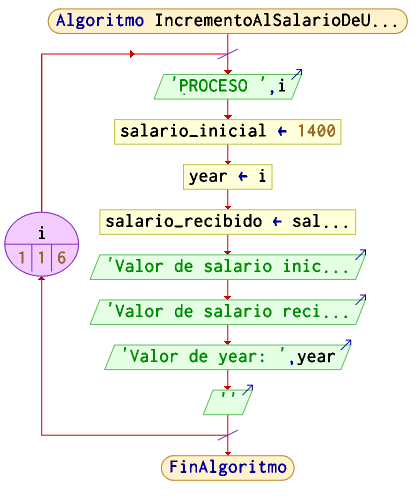 Algoritmo IncrementoAlSalarioDeU...
'PROCESO ',i
salario_inicial ← 1400
year ← i
i
1 1 6
salario_recibido ← sal...
'Valor de salario inic...
'Valor de salario reci...
'Valor de year: ',year
''
FinAlgoritmo